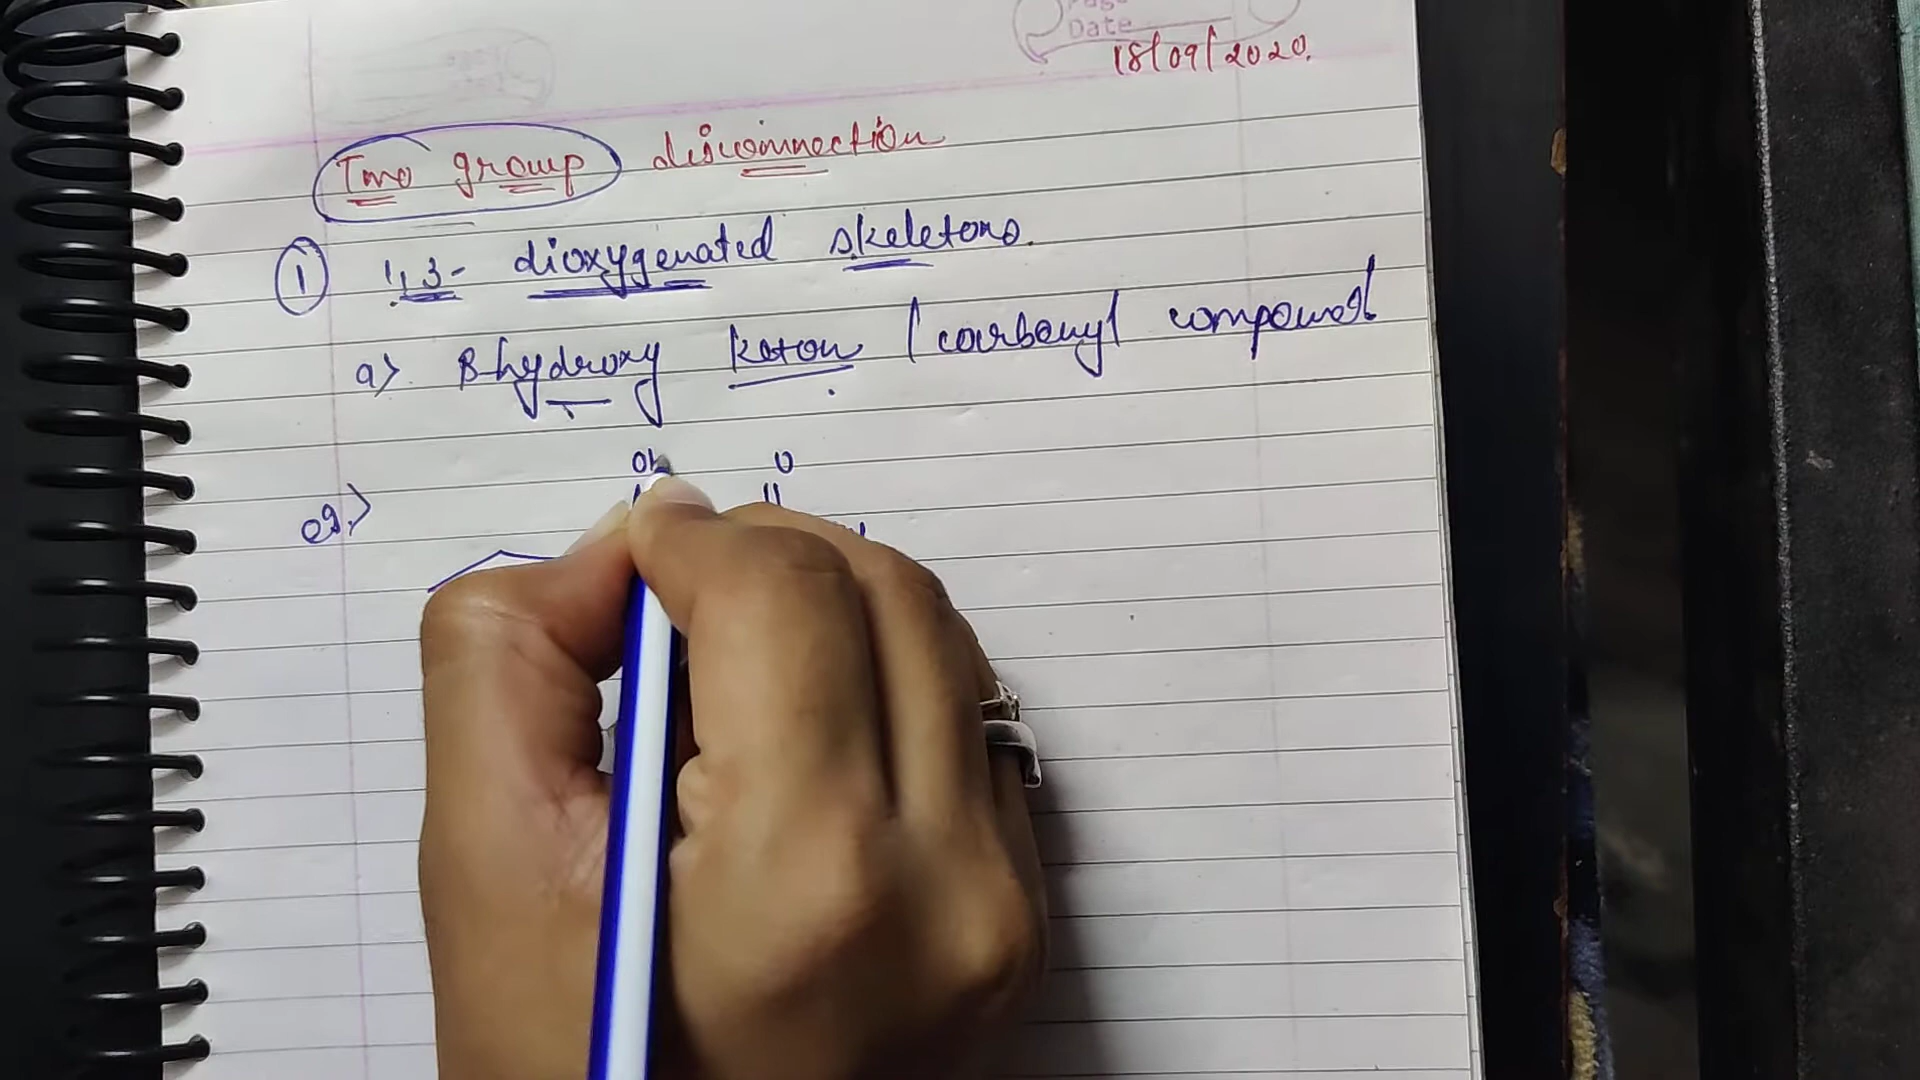 Date
18/09/2020.
Two group disconnection
1 1,3- dioxygenated skeletons.
a> B hydroxy keton / carbonyl compound
OH O
eg.>